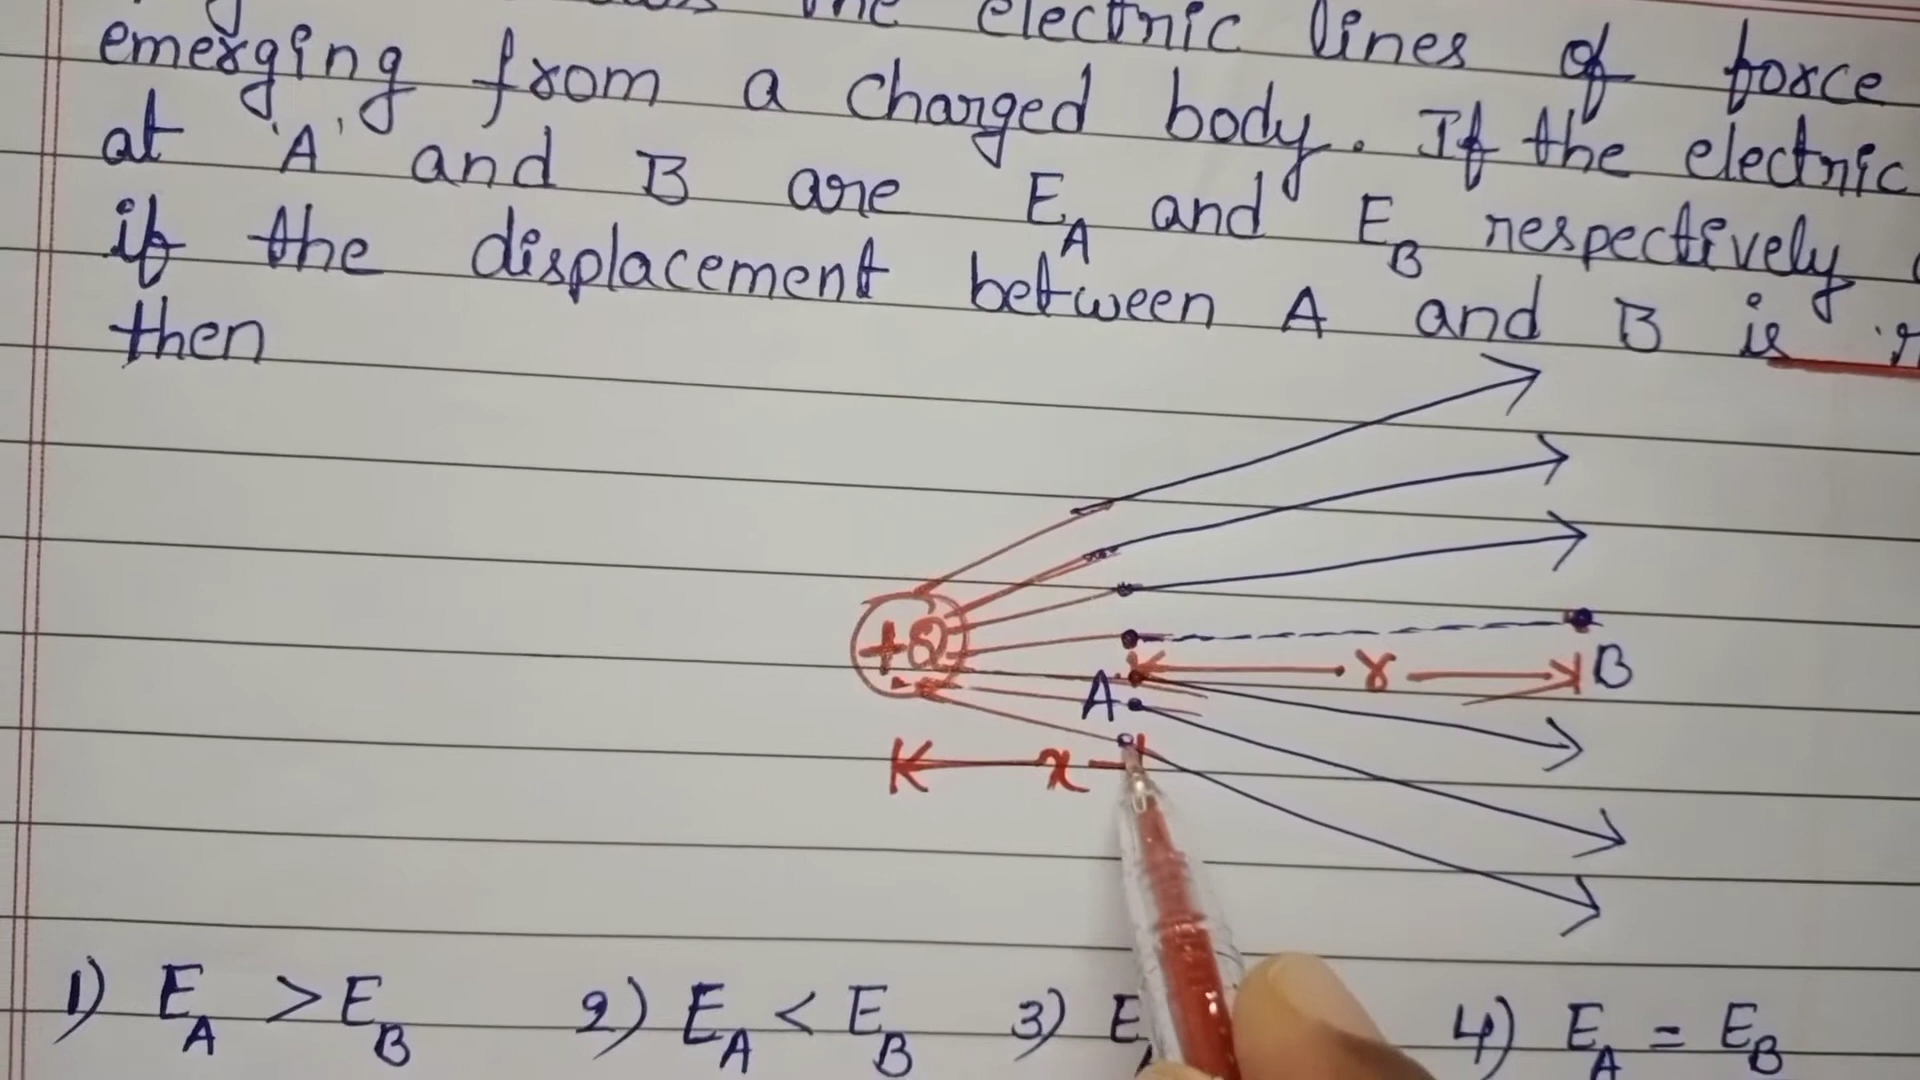 the electric lines of force
emerging from a charged body. If the electric
at 'A' and B are E_A and E_B respectively
if the displacement between A and B is 'r
then
+Q
A
r
B
x
1) E_A > E_B 2) E_A < E_B 3) E 4) E_A = E_B